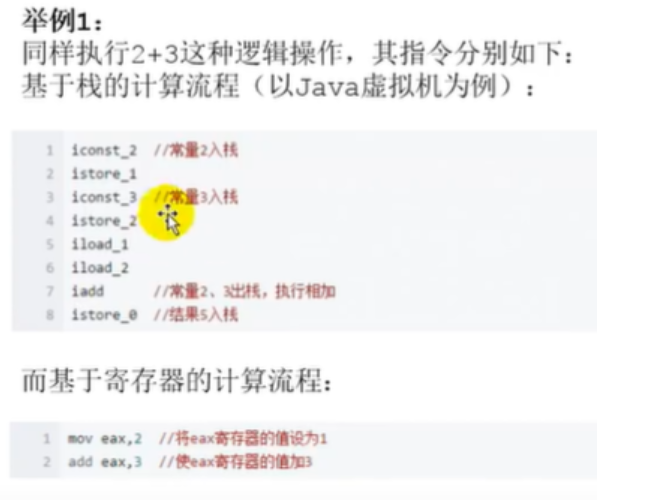 举例1：
同样执行2+3这种逻辑操作，其指令分别如下：
基于栈的计算流程（以Java虚拟机为例）：
1 iconst_2 //常量2入栈
2 istore_1
3 iconst_3 //常量3入栈
4 istore_2
5 iload_1
6 iload_2
7 iadd //常量2、3出栈，执行相加
8 istore_0 //结果5入栈
而基于寄存器的计算流程：
1 mov eax,2 //将eax寄存器的值设为1
2 add eax,3 //使eax寄存器的值加3